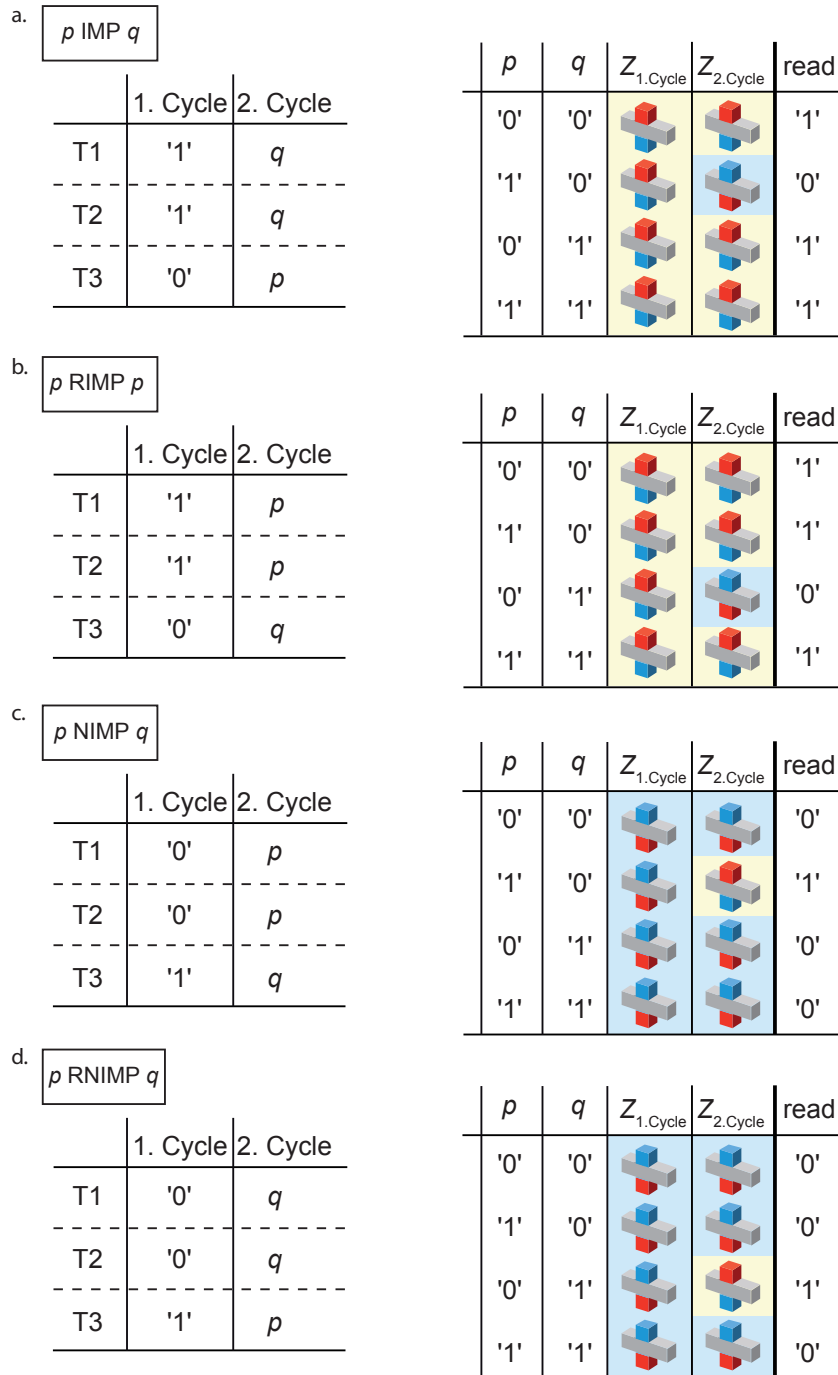 a.
p IMP q
1. Cycle 2. Cycle
T1 '1' q
T2 '1' q
T3 '0' p
p q Z1.Cycle Z2.Cycle read
'0' '0' '1'
'1' '0' '0'
'0' '1' '1'
'1' '1' '1'
b.
p RIMP p
1. Cycle 2. Cycle
T1 '1' p
T2 '1' p
T3 '0' q
p q Z1.Cycle Z2.Cycle read
'0' '0' '1'
'1' '0' '1'
'0' '1' '0'
'1' '1' '1'
c.
p NIMP q
1. Cycle 2. Cycle
T1 '0' p
T2 '0' p
T3 '1' q
p q Z1.Cycle Z2.Cycle read
'0' '0' '0'
'1' '0' '1'
'0' '1' '0'
'1' '1' '0'
d.
p RNIMP q
1. Cycle 2. Cycle
T1 '0' q
T2 '0' q
T3 '1' p
p q Z1.Cycle Z2.Cycle read
'0' '0' '0'
'1' '0' '0'
'0' '1' '1'
'1' '1' '0'